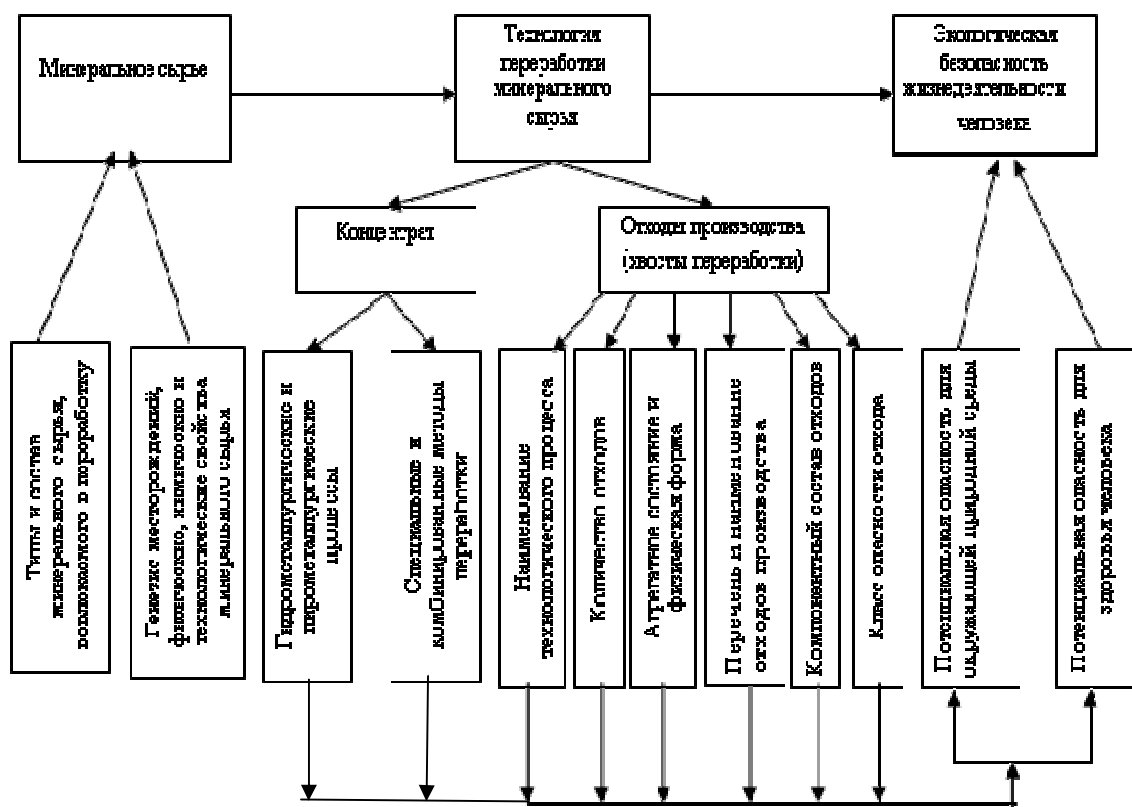 Минеральное сырье
Технология
переработки
минерального
сырья
Экологическая
безопасность
жизнедеятельности
человека
Концентрат
Отходы производства
(хвосты переработки)
Типы и состав
минерального сырья,
вовлекаемого в переработку
Генезис месторождений,
физические, химические и
технологические свойства
минерального сырья
Гидрометаллургические и
пирометаллургические
процессы
Специальные и
комбинированные методы
переработки
Наименование
технологического процесса
Количество отходов
Агрегатное состояние и
физическая форма
Перечень и наименование
отходов производства
Компонентный состав отходов
Класс опасности отхода
Потенциальная опасность для
окружающей природной среды
Потенциальная опасность для
здоровья человека